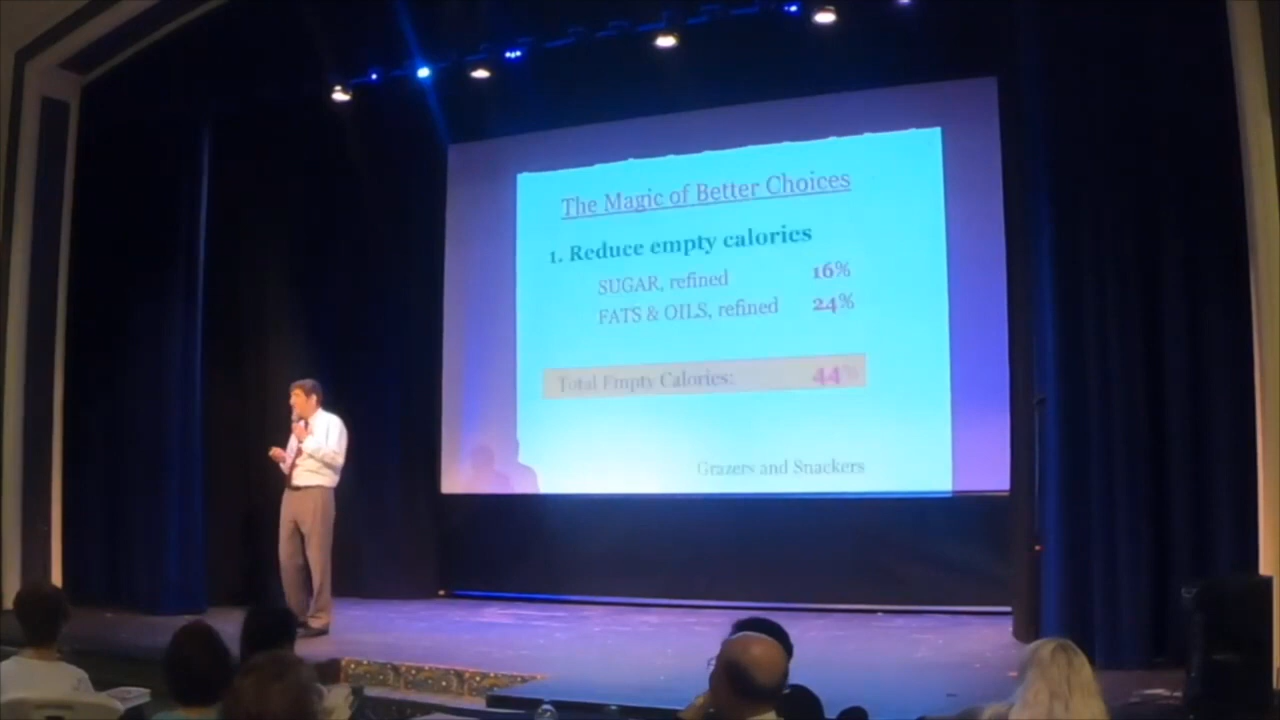 The Magic of Better Choices
1. Reduce empty calories
SUGAR, refined 16%
FATS & OILS, refined 24%
Total Empty Calories: 44%
Grazers and Snackers